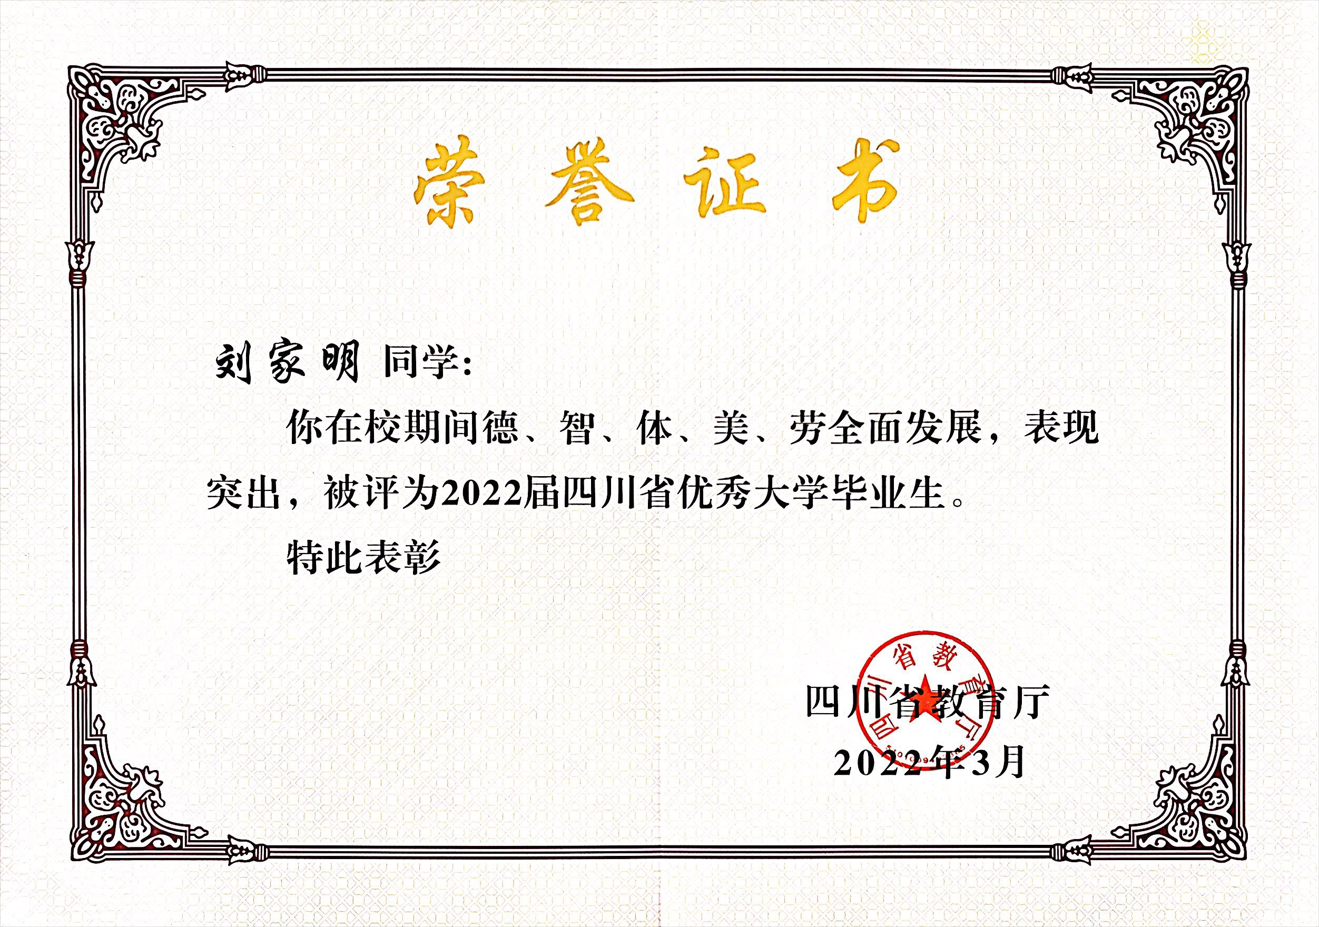 荣誉证书
刘家明 同学:
你在校期间德、智、体、美、劳全面发展，表现
突出，被评为2022届四川省优秀大学毕业生。
特此表彰
四川省教育厅
2022年3月
四川省教育厅